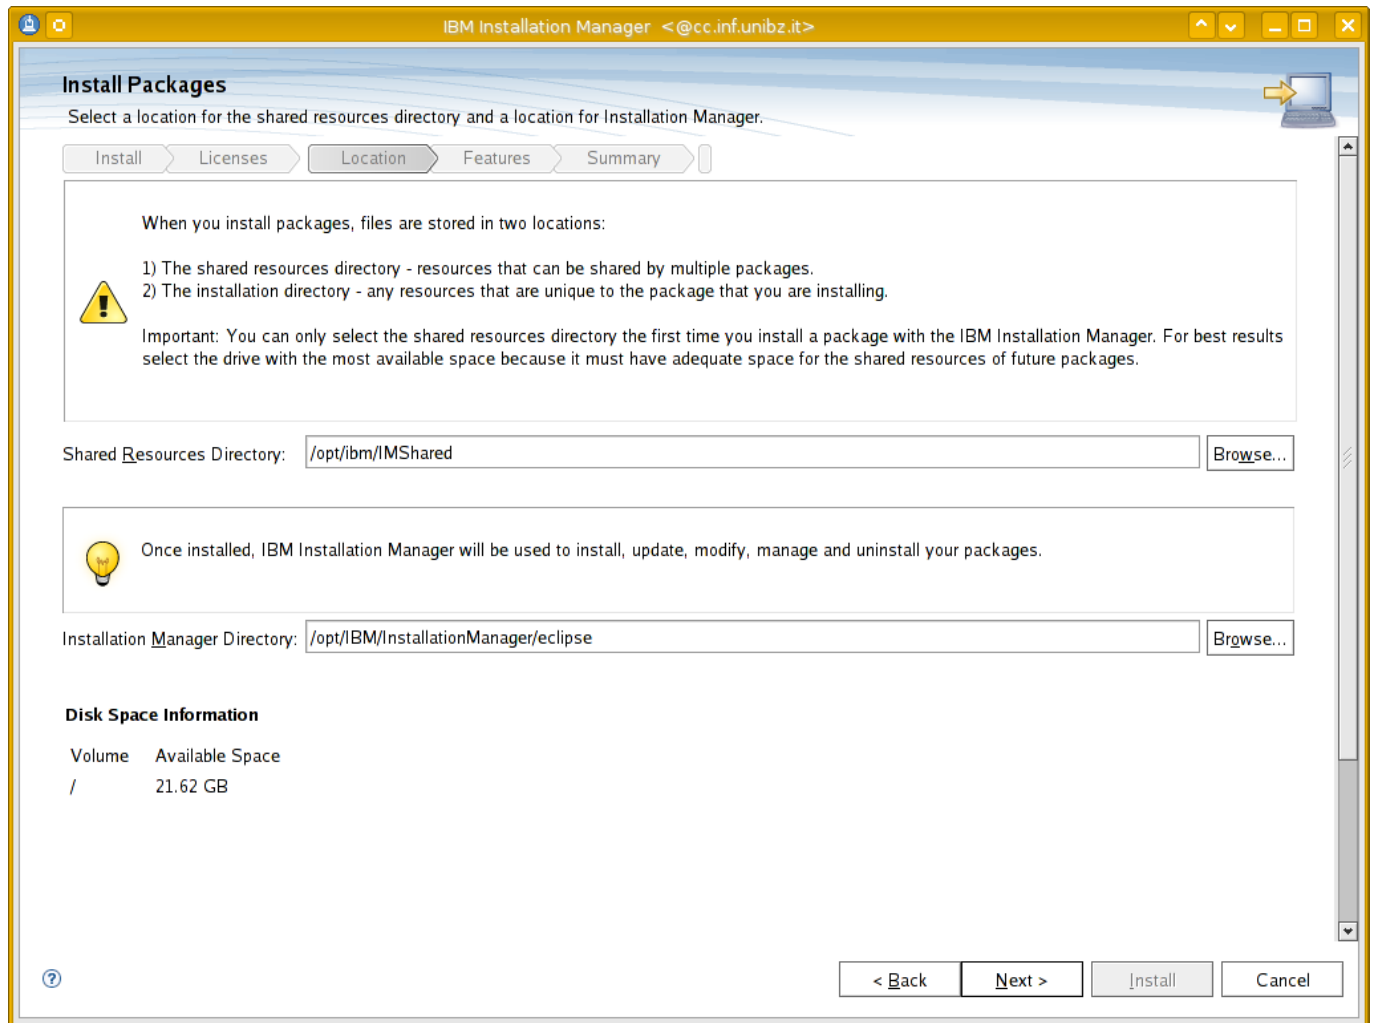 IBM Installation Manager <@cc.inf.unibz.it>
Install Packages
Select a location for the shared resources directory and a location for Installation Manager.
Install Licenses Location Features Summary
When you install packages, files are stored in two locations:
1) The shared resources directory - resources that can be shared by multiple packages.
2) The installation directory - any resources that are unique to the package that you are installing.
Important: You can only select the shared resources directory the first time you install a package with the IBM Installation Manager. For best results
select the drive with the most available space because it must have adequate space for the shared resources of future packages.
Shared Resources Directory: /opt/ibm/IMShared Browse...
Once installed, IBM Installation Manager will be used to install, update, modify, manage and uninstall your packages.
Installation Manager Directory: /opt/IBM/InstallationManager/eclipse Browse...
Disk Space Information
Volume Available Space
/ 21.62 GB
? < Back Next > Install Cancel